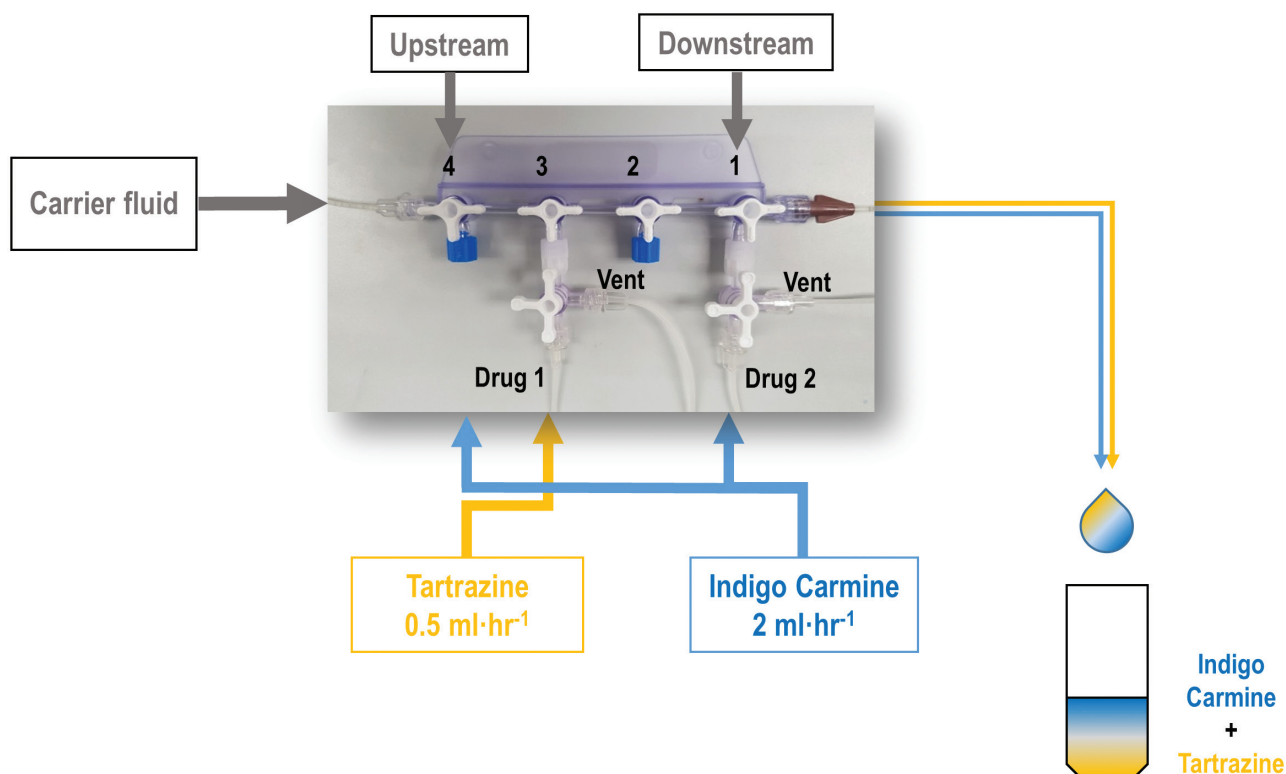 Upstream
Downstream
Carrier fluid
4
3
2
1
Vent
Vent
Drug 1
Drug 2
Tartrazine
0.5 ml·hr⁻¹
Indigo Carmine
2 ml·hr⁻¹
Indigo
Carmine
+
Tartrazine